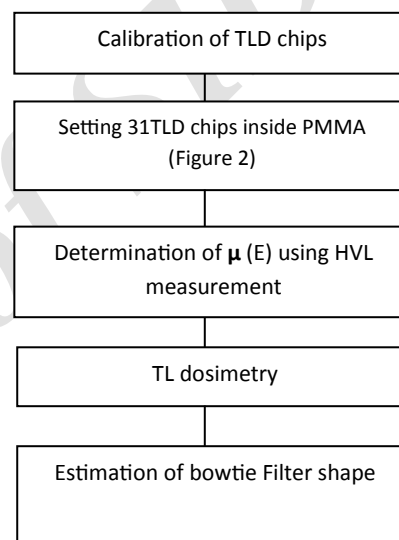 Calibration of TLD chips
Setting 31TLD chips inside PMMA
(Figure 2)
Determination of μ (E) using HVL
measurement
TL dosimetry
Estimation of bowtie Filter shape